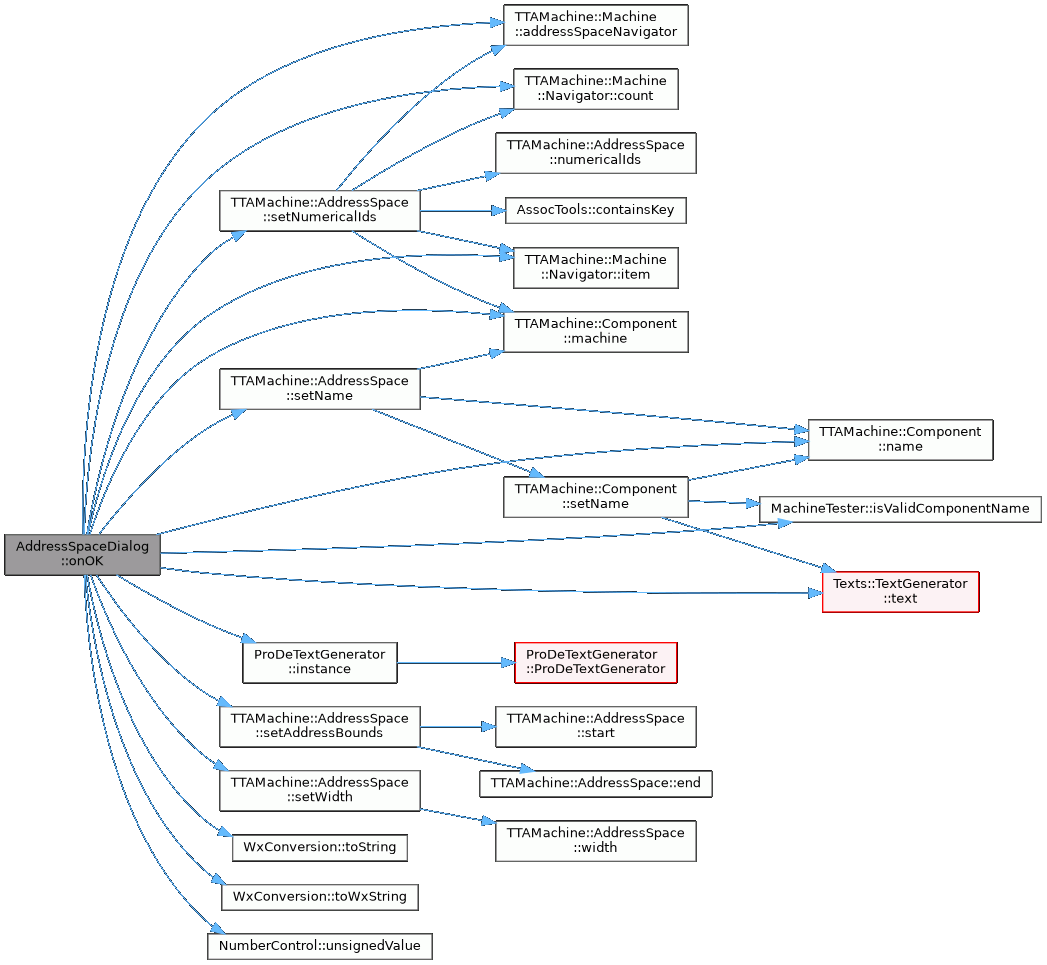 TTAMachine::Machine
::addressSpaceNavigator
TTAMachine::Machine
::Navigator::count
TTAMachine::AddressSpace
::numericalIds
TTAMachine::AddressSpace
::setNumericalIds
AssocTools::containsKey
TTAMachine::Machine
::Navigator::item
TTAMachine::Component
::machine
TTAMachine::AddressSpace
::setName
TTAMachine::Component
::name
TTAMachine::Component
::setName
MachineTester::isValidComponentName
AddressSpaceDialog
::onOK
Texts::TextGenerator
::text
ProDeTextGenerator
::instance
ProDeTextGenerator
::ProDeTextGenerator
TTAMachine::AddressSpace
::setAddressBounds
TTAMachine::AddressSpace
::start
TTAMachine::AddressSpace::end
TTAMachine::AddressSpace
::setWidth
TTAMachine::AddressSpace
::width
WxConversion::toString
WxConversion::toWxString
NumberControl::unsignedValue